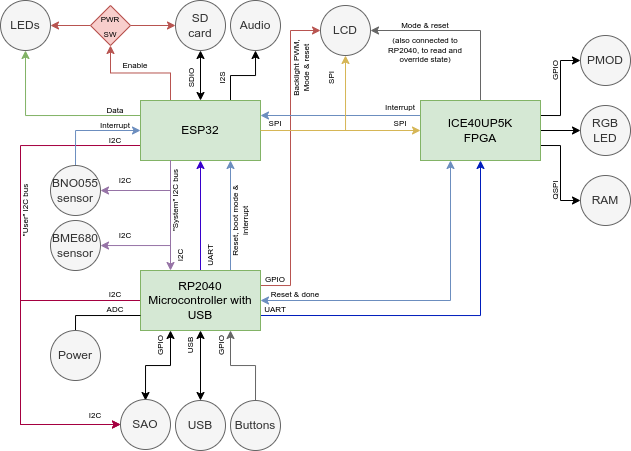 LEDs
PWR
SW
SD
card
Audio
LCD
Mode & reset
(also connected to
RP2040, to read and
override state)
PMOD
Enable
SDIO
I2S
Backlight PWM,
Mode & reset
SPI
GPIO
Data
Interrupt
I2C
ESP32
Interrupt
SPI
SPI
ICE40UP5K
FPGA
RGB
LED
QSPI
RAM
BNO055
sensor
I2C
"User" I2C bus
"System" I2C bus
BME680
sensor
I2C
I2C
UART
Reset, boot mode &
interrupt
RP2040
Microcontroller with
USB
GPIO
Reset & done
UART
I2C
ADC
Power
GPIO
USB
GPIO
I2C
SAO
USB
Buttons